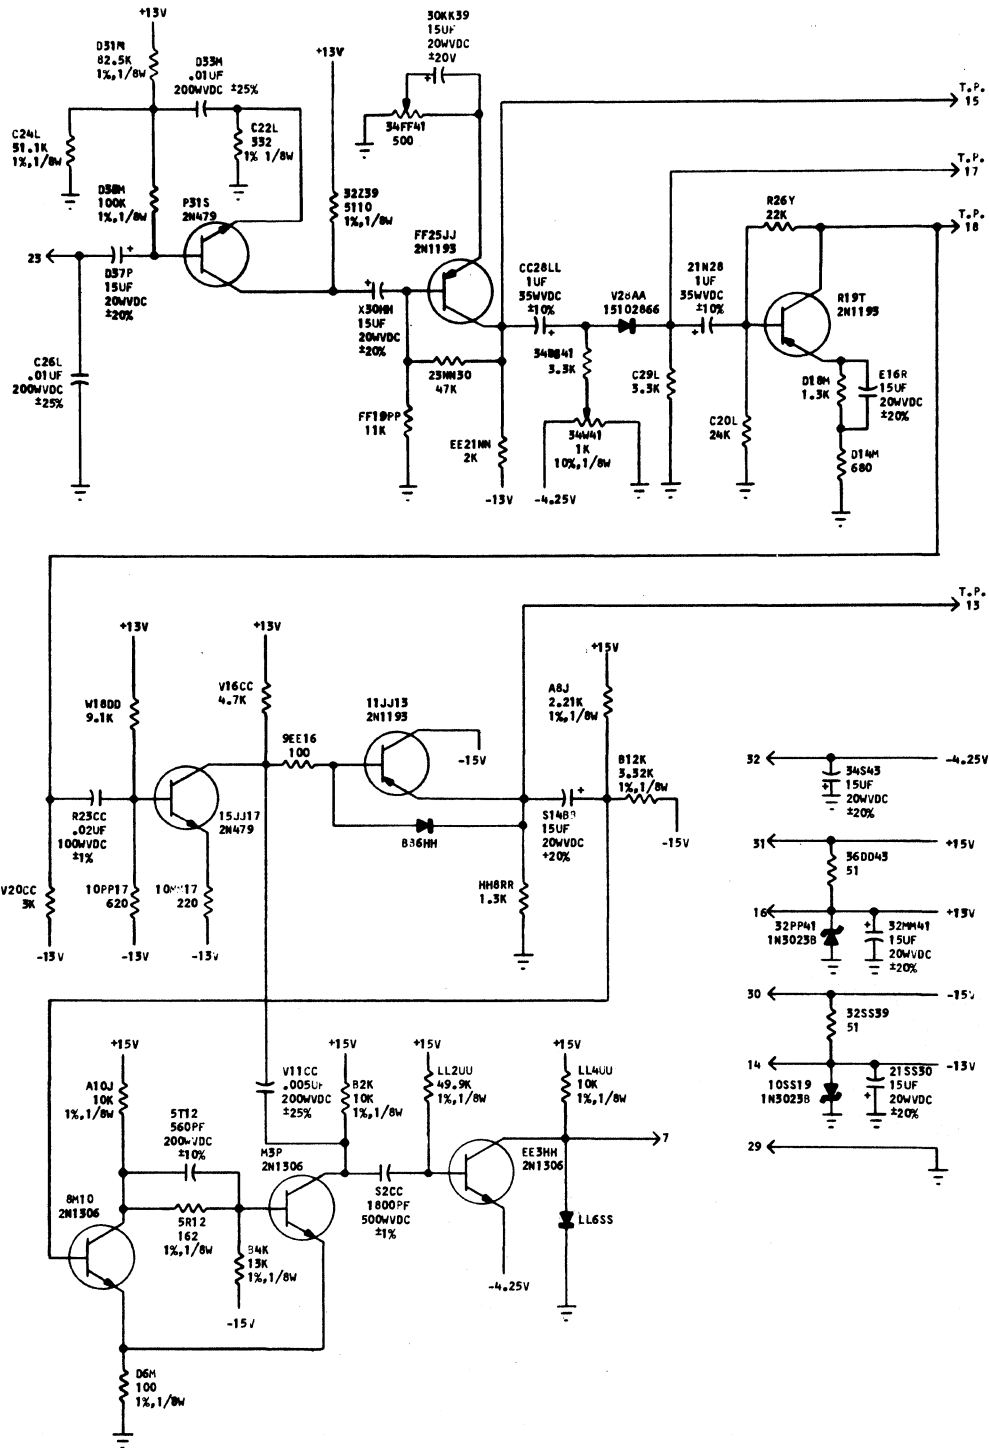 +13V
D31M
82.5K
1%,1/8W
D33M
.01UF
200WVDC ±25%
+13V
30KK39
15UF
20WVDC
±20V
T.P.
15
34FF41
500
C24L
51.1K
1%,1/8W
C22L
332
1% 1/8W
T.P.
17
D38M
100K
1%,1/8W
P31S
2N479
32Z39
5110
1%,1/8W
R26Y
22K
T.P.
18
FF25JJ
2N1193
23
D37P
15UF
20WVDC
±20%
CC28LL
1UF
35WVDC
±10%
V28AA
15102866
21N28
1UF
35WVDC
±10%
R19T
2N1193
X30HH
15UF
20WVDC
±20%
34BB41
3.3K
C26L
.01UF
200WVDC
±25%
23NN30
47K
C29L
3.3K
D18M
1.3K
E16R
15UF
20WVDC
±20%
FF19PP
11K
EE21NN
2K
34W41
1K
10%,1/8W
C20L
24K
D14M
680
-13V
-4.25V
T.P.
13
+13V
+13V
+15V
W18DD
9.1K
V16CC
4.7K
11JJ13
2N1193
A8J
2.21K
1%,1/8W
9EE16
100
-15V
B12K
3.32K
1%,1/8W
32
-4.25V
34S43
15UF
20WVDC
±20%
R23CC
.02UF
100WVDC
±1%
15JJ17
2N479
B36HH
S14BB
15UF
20WVDC
+20%
-15V
31
+15V
36DD43
51
V20CC
3K
10PP17
620
220
HH8RR
1.3K
16
+13V
32PP41
1N3023B
32MM41
15UF
20WVDC
±20%
-13V
-13V
-13V
30
-15V
32SS39
51
+15V
+15V
+15V
+15V
14
-13V
A10J
10K
1%,1/8W
V11CC
.005UF
200WVDC
±25%
B2K
10K
1%,1/8W
LL2UU
49.9K
1%,1/8W
LL4UU
10K
1%,1/8W
10SS19
1N3023B
21SS30
15UF
20WVDC
±20%
5T12
560PF
200WVDC
±10%
M3P
2N1306
EE3HH
2N1306
7
29
8M10
2N1306
S2CC
1800PF
500WVDC
±1%
5R12
162
1%,1/8W
B4K
13K
1%,1/8W
LL6SS
-15V
-4.25V
D6M
100
1%,1/8W